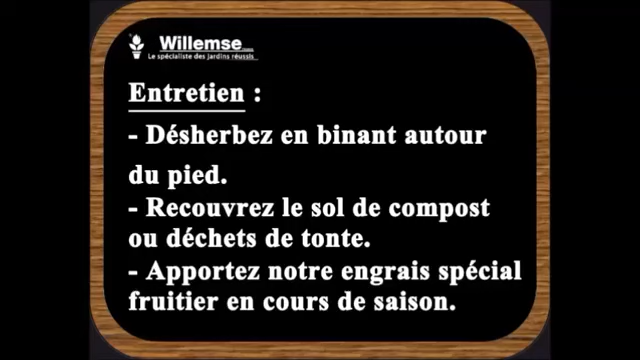 Willemse
Le spécialiste des jardins réussis
Entretien :
- Désherbez en binant autour
du pied.
- Recouvrez le sol de compost
ou déchets de tonte.
- Apportez notre engrais spécial
fruitier en cours de saison.